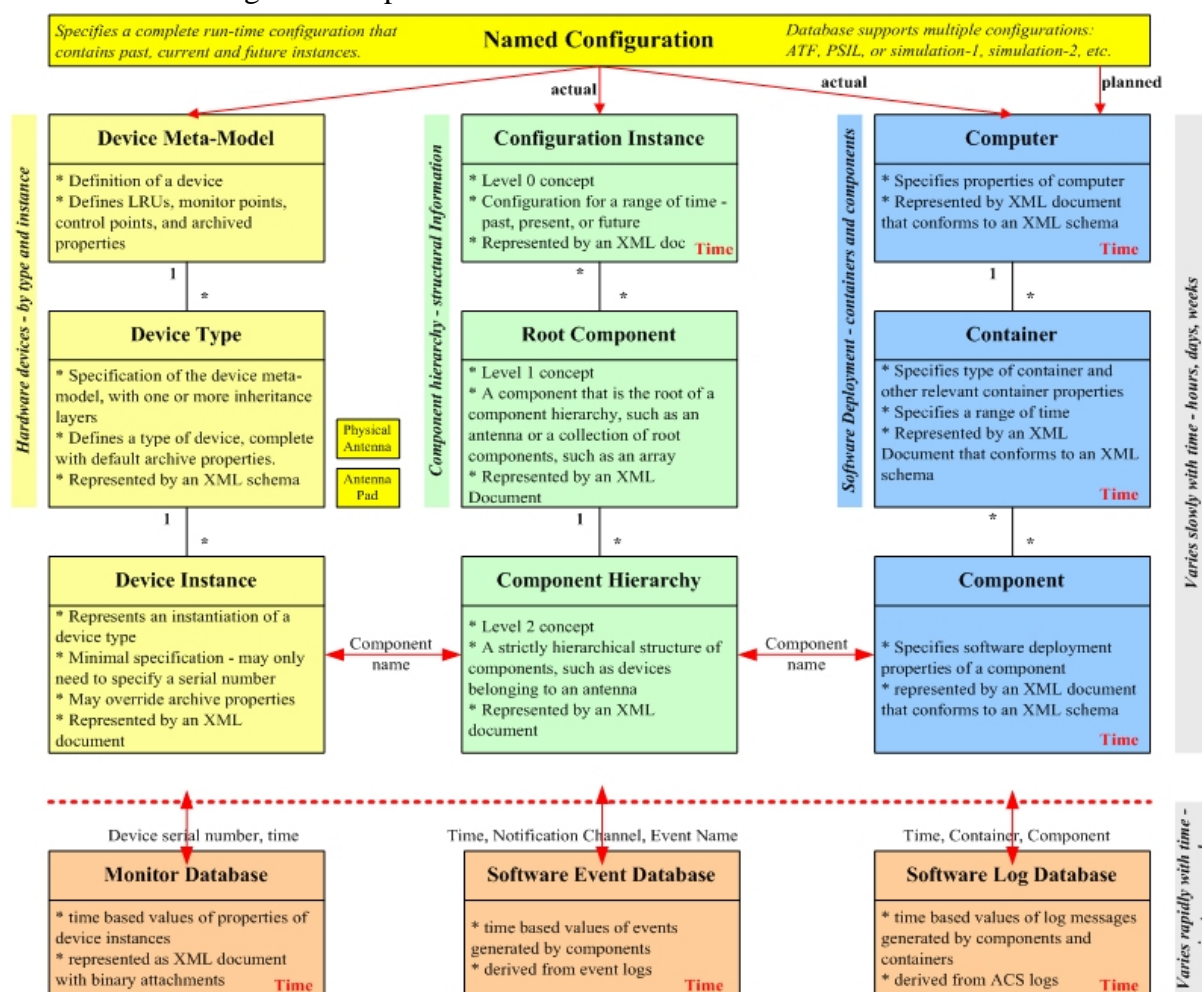 Specifies a complete run-time configuration that
contains past, current and future instances.
Named Configuration
Database supports multiple configurations:
ATF, PSIL, or simulation-1, simulation-2, etc.
actual
actual
planned
Hardware devices - by type and instance
Device Meta-Model
* Definition of a device
* Defines LRUs, monitor points,
control points, and archived
properties
1
*
Device Type
* Specification of the device meta-
model, with one or more inheritance
layers
* Defines a type of device, complete
with default archive properties.
* Represented by an XML schema
Physical
Antenna
Antenna
Pad
1
*
Device Instance
* Represents an instantiation of a
device type
* Minimal specification - may only
need to specify a serial number
* May override archive properties
* Represented by an XML
document
Component
name
Component hierarchy - structural Information
Configuration Instance
* Level 0 concept
* Configuration for a range of time -
past, present, or future
* Represented by an XML doc
Time
*
*
Root Component
* Level 1 concept
* A component that is the root of a
component hierarchy, such as an
antenna or a collection of root
components, such as an array
* Represented by an XML
Document
1
*
Component Hierarchy
* Level 2 concept
* A strictly hierarchical structure of
components, such as devices
belonging to an antenna
* Represented by an XML
document
Component
name
Software Deployment - containers and components
Computer
* Specifies properties of computer
* Represented by XML document
that conforms to an XML schema
Time
1
*
Container
* Specifies type of container and
other relevant container properties
* Specifies a range of time
* Represented by an XML
Document that conforms to an XML
schema
Time
*
*
Component
* Specifies software deployment
properties of a component
* represented by an XML document
that conforms to an XML schema
Time
Varies slowly with time - hours, days, weeks
Device serial number, time
Monitor Database
* time based values of properties of
device instances
* represented as XML document
with binary attachments
Time
Time, Notification Channel, Event Name
Software Event Database
* time based values of events
generated by components
* derived from event logs
Time
Time, Container, Component
Software Log Database
* time based values of log messages
generated by components and
containers
* derived from ACS logs
Time
Varies rapidly with time -